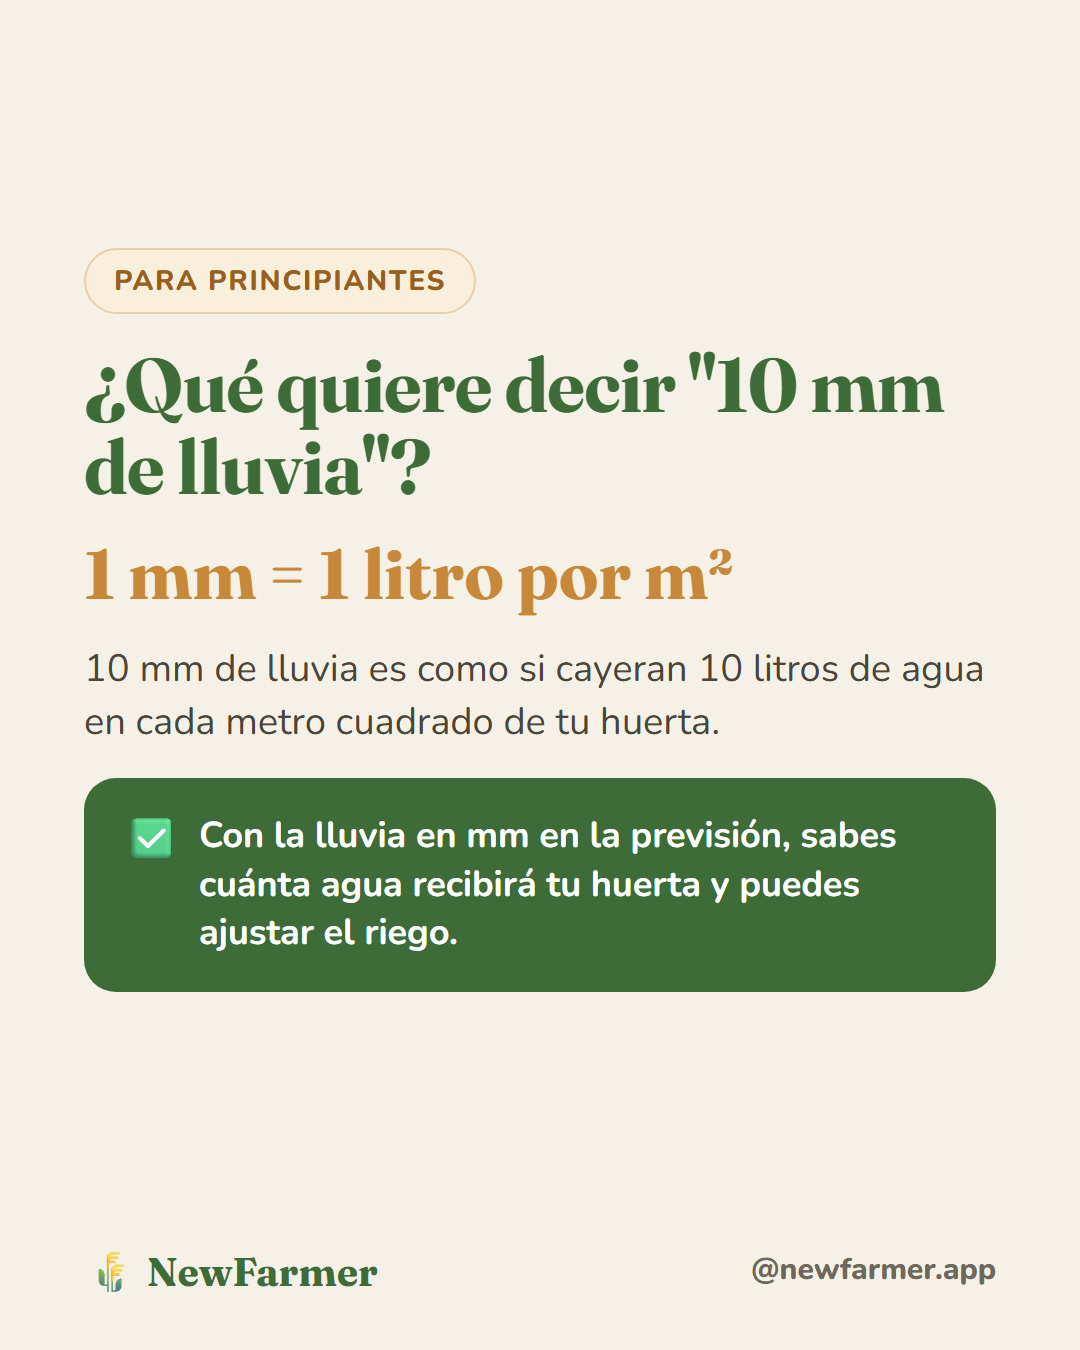 PARA PRINCIPIANTES
¿Qué quiere decir "10 mm
de lluvia"?
1 mm = 1 litro por m²
10 mm de lluvia es como si cayeran 10 litros de agua
en cada metro cuadrado de tu huerta.
Con la lluvia en mm en la previsión, sabes
cuánta agua recibirá tu huerta y puedes
ajustar el riego.
NewFarmer
@newfarmer.app